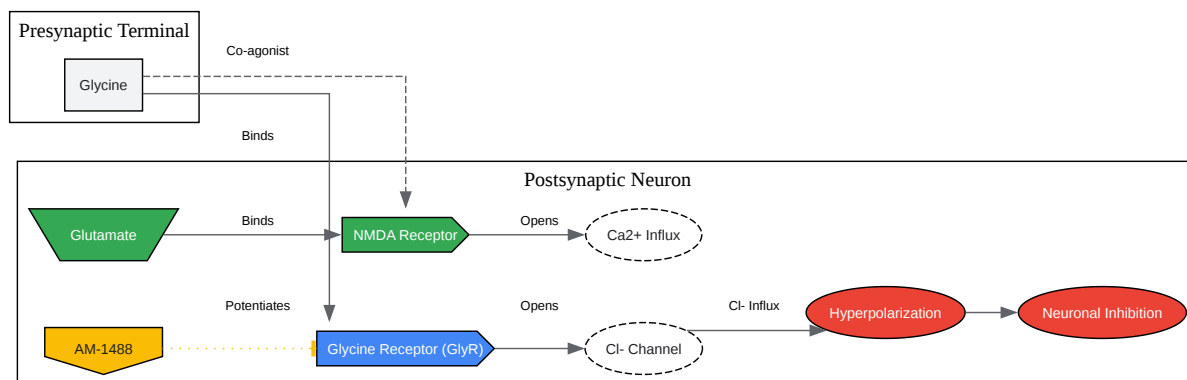 Presynaptic Terminal
Glycine
Co-agonist
Binds
Postsynaptic Neuron
Glutamate
Binds
NMDA Receptor
Opens
Ca2+ Influx
AM-1488
Potentiates
Glycine Receptor (GlyR)
Opens
Cl- Channel
Cl- Influx
Hyperpolarization
Neuronal Inhibition